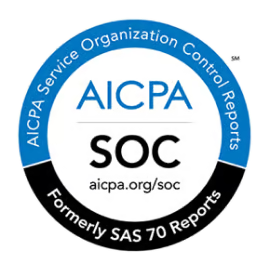 AICPA Service Organization Control Reports
SM
AICPA
SOC
aicpa.org/soc
Formerly SAS 70 Reports